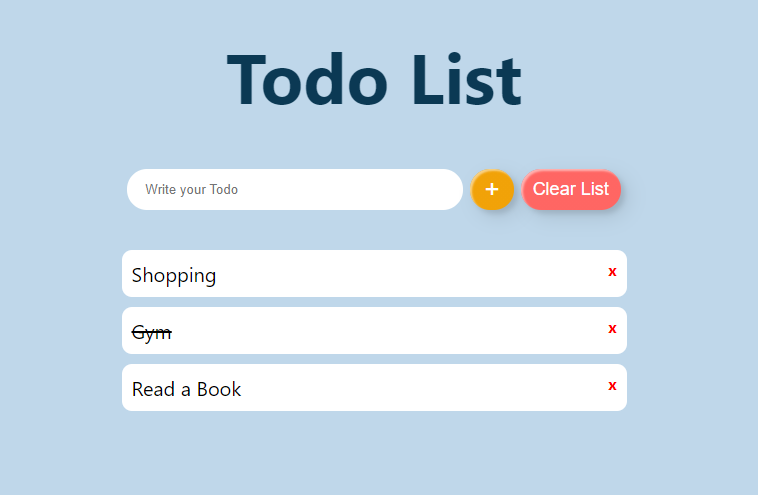 Todo List
Write your Todo
+
Clear List
Shopping
x
Gym
x
Read a Book
x